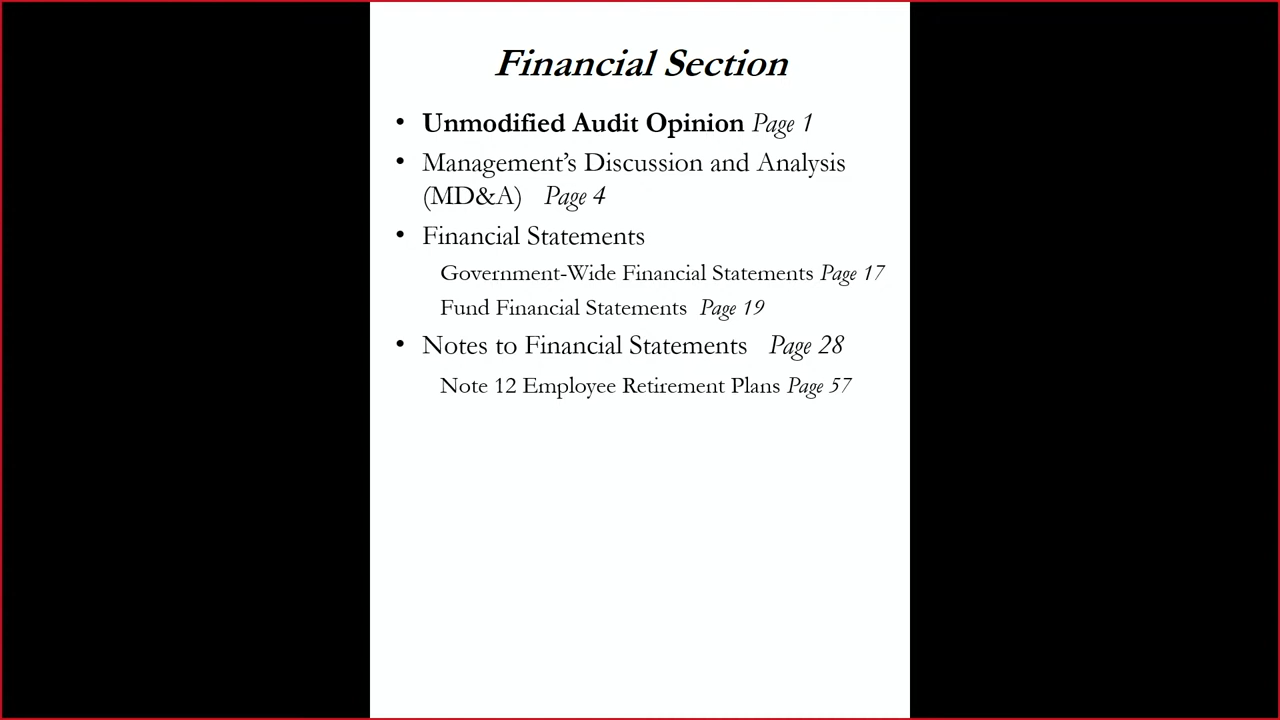 Financial Section
• Unmodified Audit Opinion Page 1
• Management’s Discussion and Analysis
(MD&A) Page 4
• Financial Statements
Government-Wide Financial Statements Page 17
Fund Financial Statements Page 19
• Notes to Financial Statements Page 28
Note 12 Employee Retirement Plans Page 57